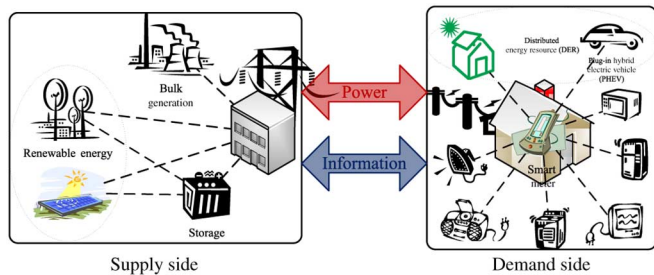 Bulk
generation
Renewable energy
Storage
Supply side
Power
Information
Distributed
energy resource (DER)
Plug-in hybrid
electric vehicle
(PHEV)
Smart
meter
Demand side